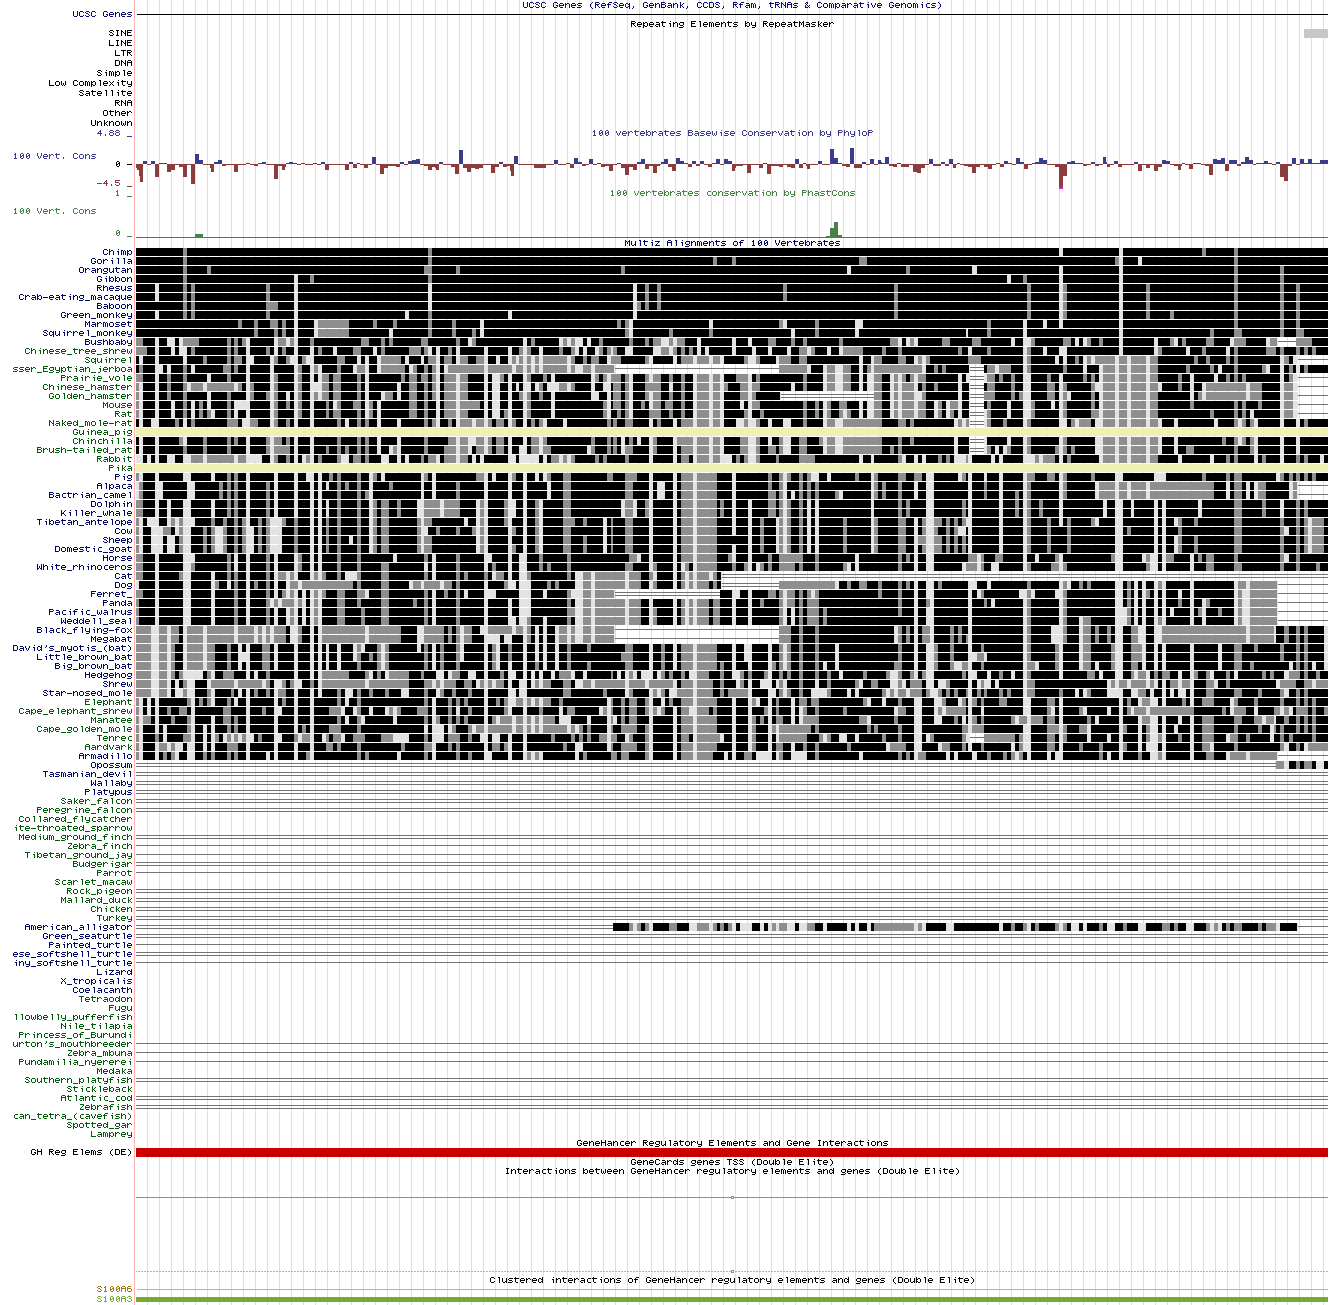 UCSC Genes (RefSeq, GenBank, CCDS, Rfam, tRNAs & Comparative Genomics)
UCSC Genes
Repeating Elements by RepeatMasker
SINE
LINE
LTR
DNA
Simple
Low Complexity
Satellite
RNA
Other
Unknown
4.88 _
100 vertebrates Basewise Conservation by PhyloP
100 Vert. Cons
0 _
-4.5 _
1 _
100 vertebrates conservation by PhastCons
100 Vert. Cons
0 _
Multiz Alignments of 100 Vertebrates
Chimp
Gorilla
Orangutan
Gibbon
Rhesus
Crab-eating_macaque
Baboon
Green_monkey
Marmoset
Squirrel_monkey
Bushbaby
Chinese_tree_shrew
Squirrel
sser_Egyptian_jerboa
Prairie_vole
Chinese_hamster
Golden_hamster
Mouse
Rat
Naked_mole-rat
Guinea_pig
Chinchilla
Brush-tailed_rat
Rabbit
Pika
Pig
Alpaca
Bactrian_camel
Dolphin
Killer_whale
Tibetan_antelope
Cow
Sheep
Domestic_goat
Horse
White_rhinoceros
Cat
Dog
Ferret_
Panda
Pacific_walrus
Weddell_seal
Black_flying-fox
Megabat
David's_myotis_(bat)
Little_brown_bat
Big_brown_bat
Hedgehog
Shrew
Star-nosed_mole
Elephant
Cape_elephant_shrew
Manatee
Cape_golden_mole
Tenrec
Aardvark
Armadillo
Opossum
Tasmanian_devil
Wallaby
Platypus
Saker_falcon
Peregrine_falcon
Collared_flycatcher
ite-throated_sparrow
Medium_ground_finch
Zebra_finch
Tibetan_ground_jay
Budgerigar
Parrot
Scarlet_macaw
Rock_pigeon
Mallard_duck
Chicken
Turkey
American_alligator
Green_seaturtle
Painted_turtle
ese_softshell_turtle
iny_softshell_turtle
Lizard
X_tropicalis
Coelacanth
Tetraodon
Fugu
llowbelly_pufferfish
Nile_tilapia
Princess_of_Burundi
urton's_mouthbreeder
Zebra_mbuna
Pundamilia_nyererei
Medaka
Southern_platyfish
Stickleback
Atlantic_cod
Zebrafish
can_tetra_(cavefish)
Spotted_gar
Lamprey
GeneHancer Regulatory Elements and Gene Interactions
GH Reg Elems (DE)
GeneCards genes TSS (Double Elite)
Interactions between GeneHancer regulatory elements and genes (Double Elite)
Clustered interactions of GeneHancer regulatory elements and genes (Double Elite)
S100A6
S100A3